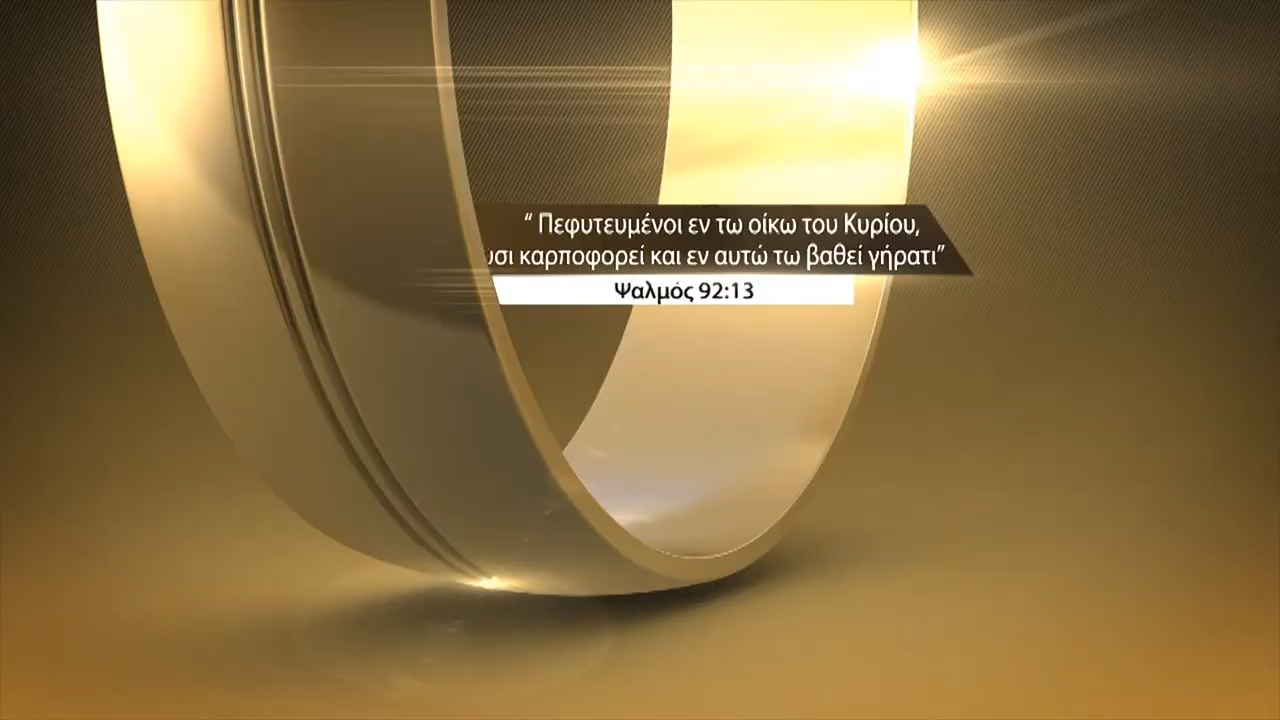 “ Πεφυτευμένοι εν τω οίκω του Κυρίου,
καρποφορεί και εν αυτώ τω βαθεί γήρατι”
Ψαλμός 92:13